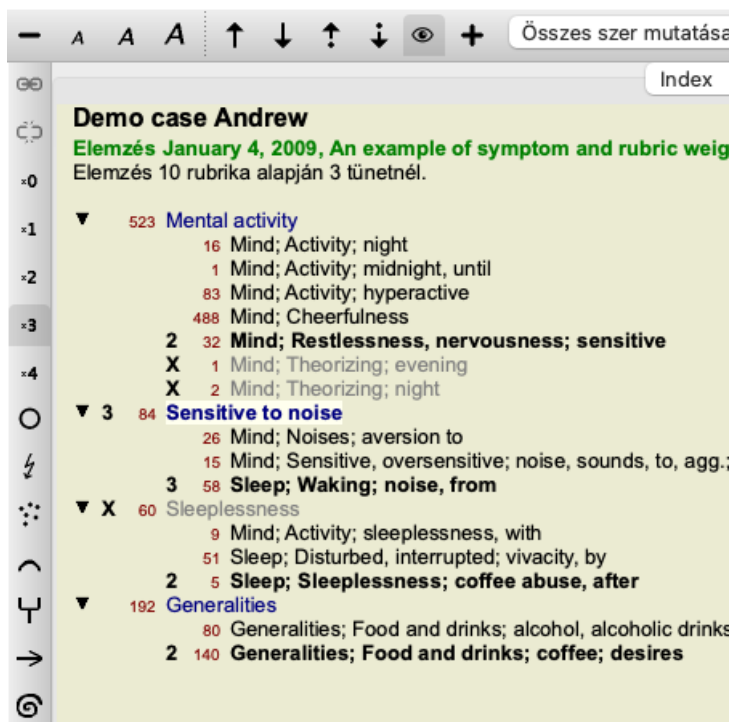 A A A Összes szer mutatása
Index
Demo case Andrew
Elemzés January 4, 2009, An example of symptom and rubric weig
Elemzés 10 rubrika alapján 3 tünetnél.
×0
×1
×2
×3
×4
523 Mental activity
16 Mind; Activity; night
1 Mind; Activity; midnight, until
83 Mind; Activity; hyperactive
488 Mind; Cheerfulness
2 32 Mind; Restlessness, nervousness; sensitive
X 1 Mind; Theorizing; evening
X 2 Mind; Theorizing; night
3 84 Sensitive to noise
26 Mind; Noises; aversion to
15 Mind; Sensitive, oversensitive; noise, sounds, to, agg.;
3 58 Sleep; Waking; noise, from
X 60 Sleeplessness
9 Mind; Activity; sleeplessness, with
51 Sleep; Disturbed, interrupted; vivacity, by
2 5 Sleep; Sleeplessness; coffee abuse, after
192 Generalities
80 Generalities; Food and drinks; alcohol, alcoholic drinks
2 140 Generalities; Food and drinks; coffee; desires